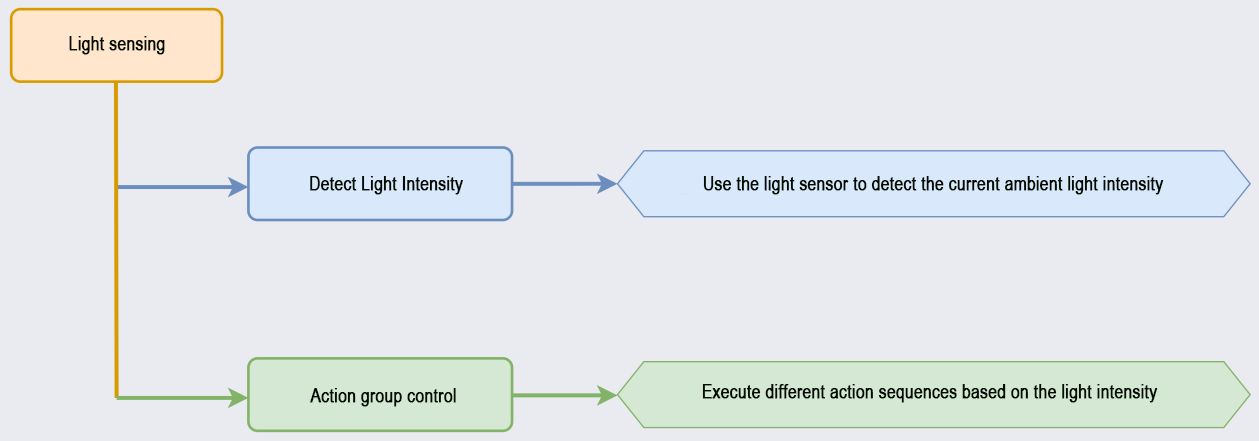 Light sensing
Detect Light Intensity
Use the light sensor to detect the current ambient light intensity
Action group control
Execute different action sequences based on the light intensity